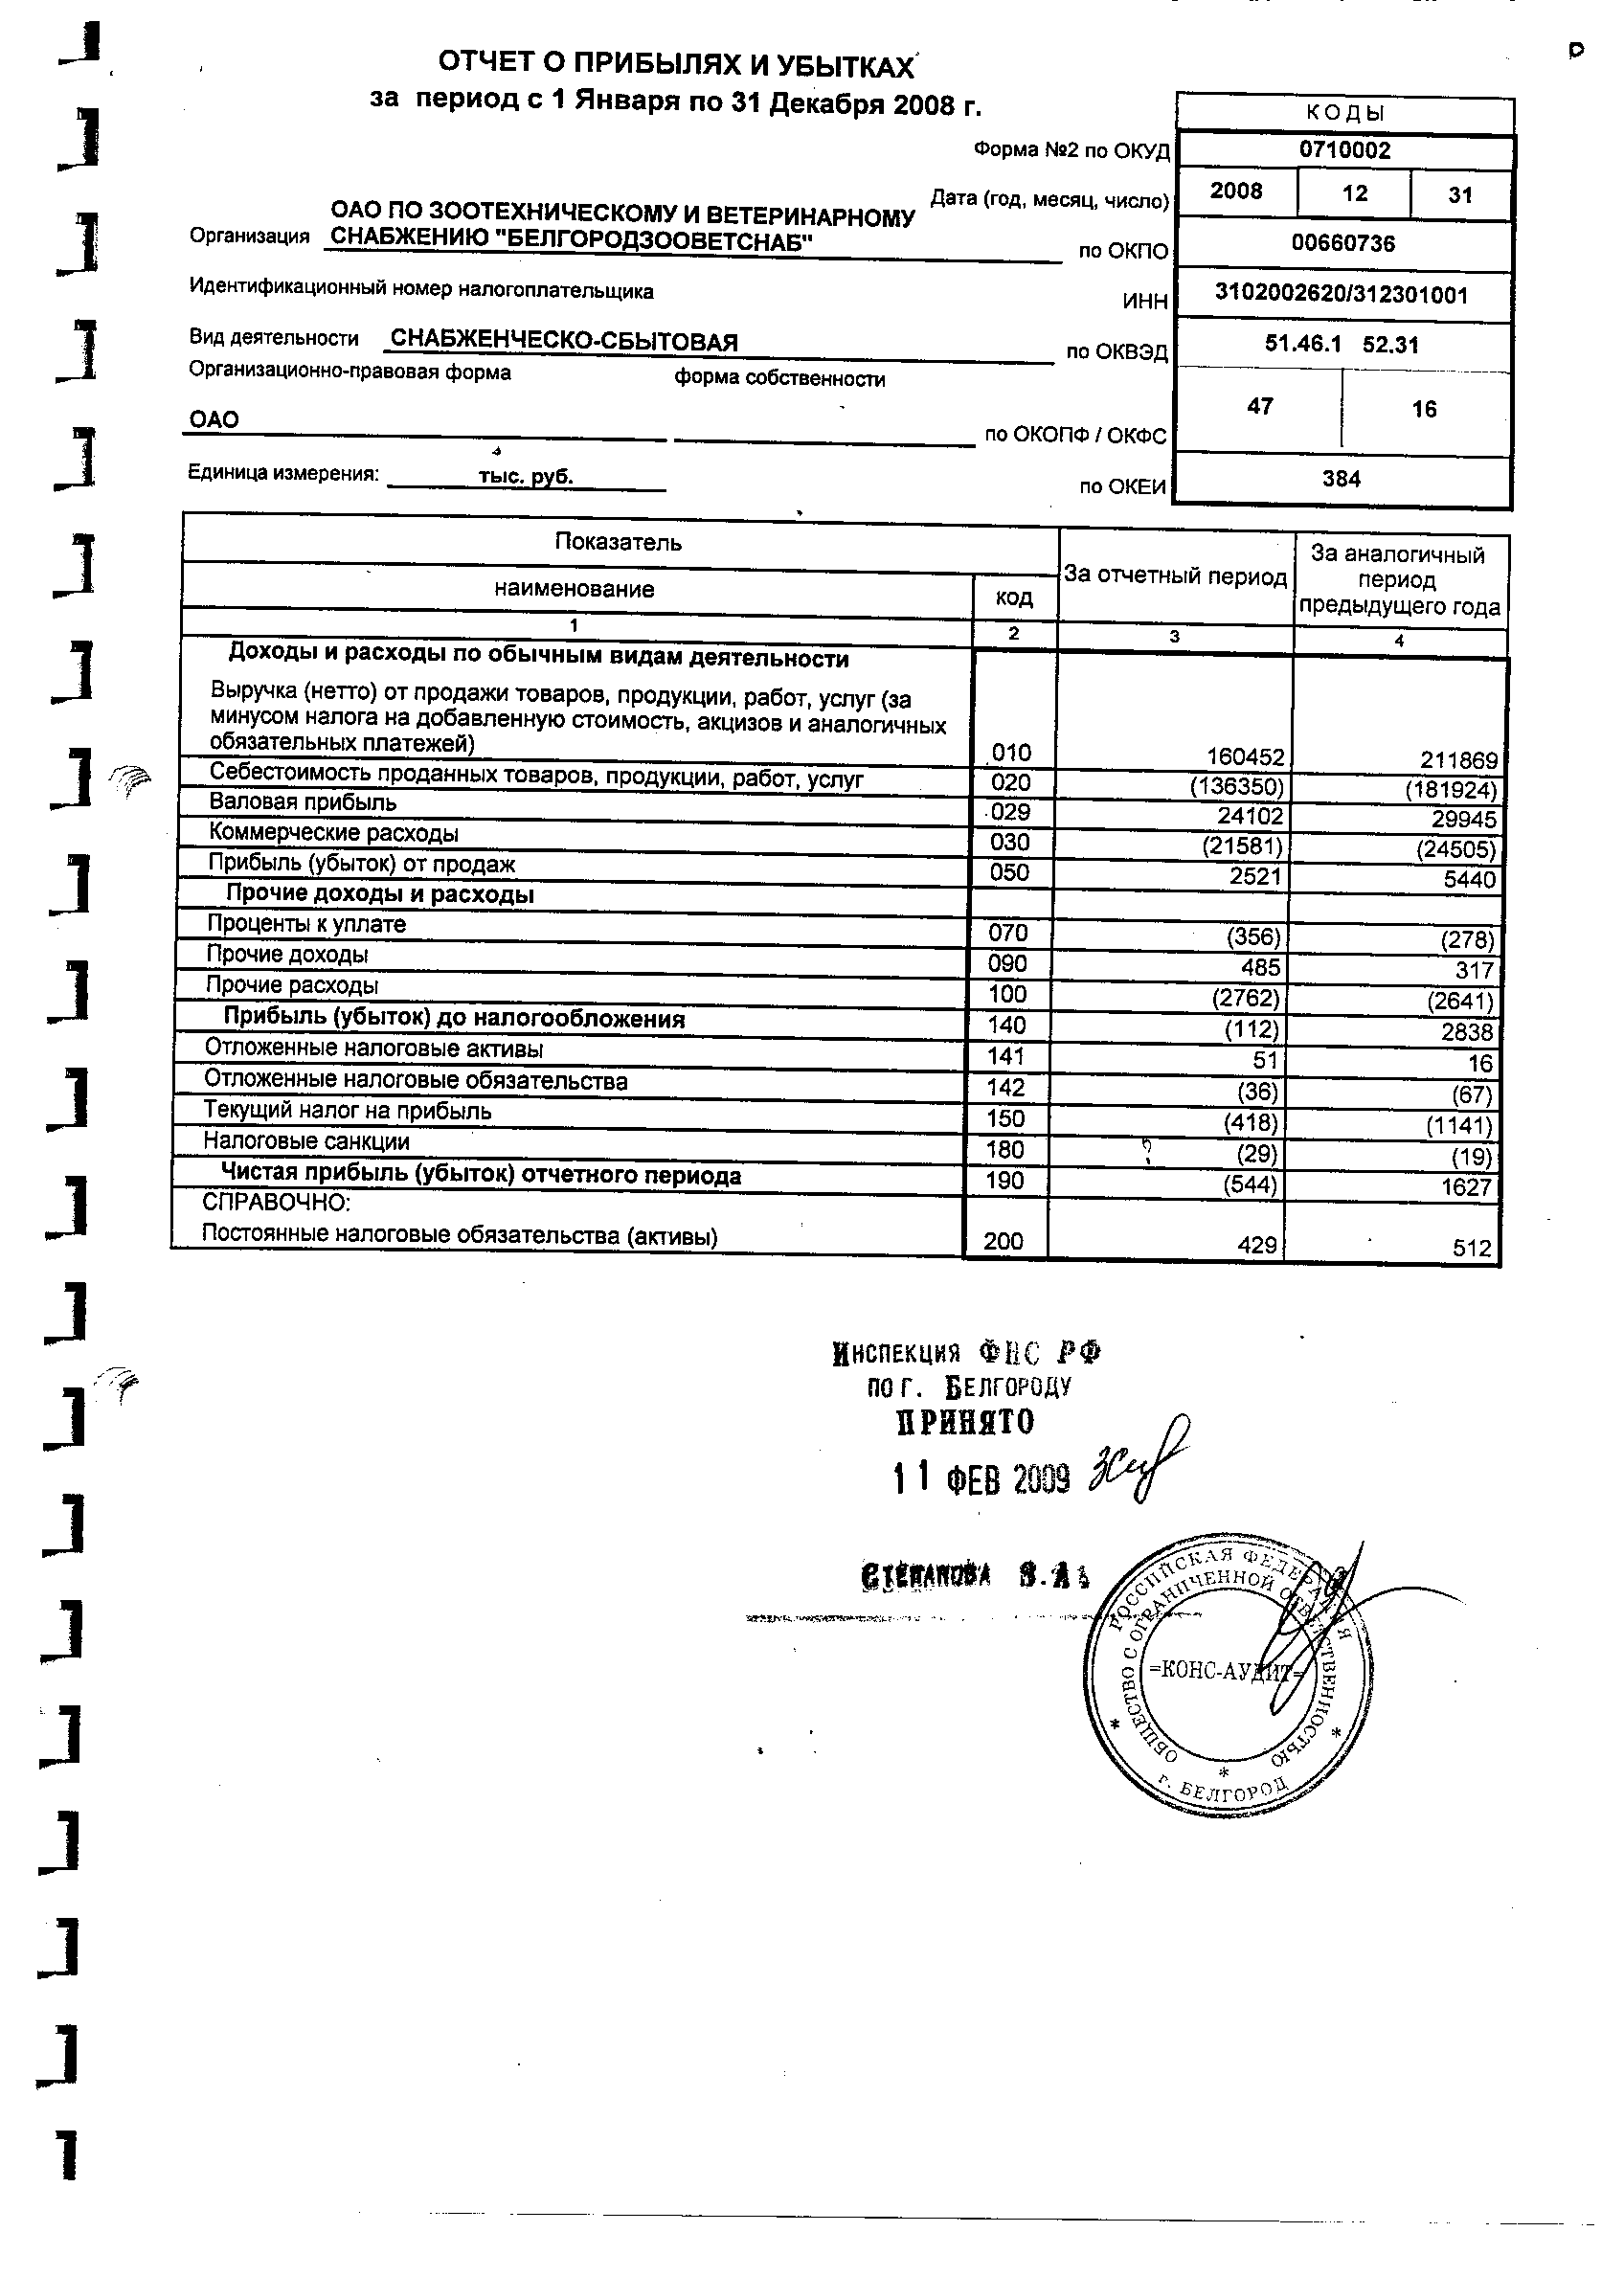 ОТЧЕТ О ПРИБЫЛЯХ И УБЫТКАХ
за период с 1 Января по 31 Декабря 2008 г.
КОДЫ
Форма №2 по ОКУД 0710002
Дата (год, месяц, число) 2008 12 31
ОАО ПО ЗООТЕХНИЧЕСКОМУ И ВЕТЕРИНАРНОМУ
Организация СНАБЖЕНИЮ "БЕЛГОРОДЗООВЕТСНАБ" по ОКПО 00660736
Идентификационный номер налогоплательщика ИНН 3102002620/312301001
Вид деятельности СНАБЖЕНЧЕСКО-СБЫТОВАЯ по ОКВЭД 51.46.1 52.31
Организационно-правовая форма форма собственности
ОАО по ОКОПФ / ОКФС 47 16
Единица измерения: тыс. руб. по ОКЕИ 384
Показатель За отчетный период За аналогичный
период
предыдущего года
наименование код
1 2 3 4
Доходы и расходы по обычным видам деятельности
Выручка (нетто) от продажи товаров, продукции, работ, услуг (за
минусом налога на добавленную стоимость, акцизов и аналогичных
обязательных платежей) 010 160452 211869
Себестоимость проданных товаров, продукции, работ, услуг 020 (136350) (181924)
Валовая прибыль 029 24102 29945
Коммерческие расходы 030 (21581) (24505)
Прибыль (убыток) от продаж 050 2521 5440
Прочие доходы и расходы
Проценты к уплате 070 (356) (278)
Прочие доходы 090 485 317
Прочие расходы 100 (2762) (2641)
Прибыль (убыток) до налогообложения 140 (112) 2838
Отложенные налоговые активы 141 51 16
Отложенные налоговые обязательства 142 (36) (67)
Текущий налог на прибыль 150 (418) (1141)
Налоговые санкции 180 (29) (19)
Чистая прибыль (убыток) отчетного периода 190 (544) 1627
СПРАВОЧНО:
Постоянные налоговые обязательства (активы) 200 429 512
Инспекция ФНС РФ
по г. Белгороду
ПРИНЯТО
11 ФЕВ 2009
СТЕПАНОВА
РОССИЙСКАЯ ФЕДЕРАЦИЯ
ОБЩЕСТВО С ОГРАНИЧЕННОЙ ОТВЕТСТВЕННОСТЬЮ
=КОНС-АУДИТ=
г. БЕЛГОРОД